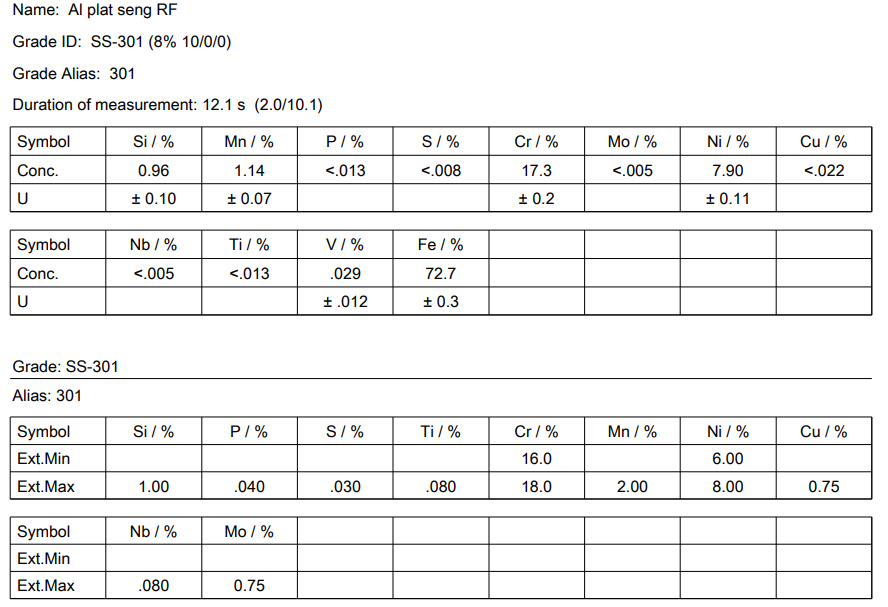 Name: Al plat seng RF
Grade ID: SS-301 (8% 10/0/0)
Grade Alias: 301
Duration of measurement: 12.1 s (2.0/10.1)
Symbol Si / % Mn / % P / % S / % Cr / % Mo / % Ni / % Cu / %
Conc. 0.96 1.14 <.013 <.008 17.3 <.005 7.90 <.022
U ± 0.10 ± 0.07 ± 0.2 ± 0.11
Symbol Nb / % Ti / % V / % Fe / %
Conc. <.005 <.013 .029 72.7
U ± .012 ± 0.3
Grade: SS-301
Alias: 301
Symbol Si / % P / % S / % Ti / % Cr / % Mn / % Ni / % Cu / %
Ext.Min 16.0 6.00
Ext.Max 1.00 .040 .030 .080 18.0 2.00 8.00 0.75
Symbol Nb / % Mo / %
Ext.Min
Ext.Max .080 0.75